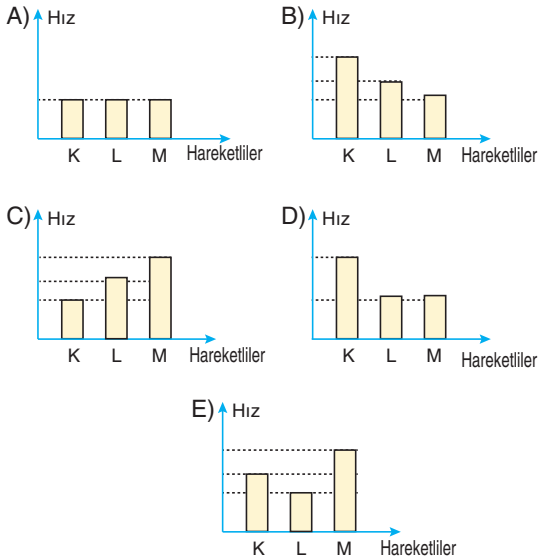 A) Hız
K L M Hareketliler
B) Hız
K L M Hareketliler
C) Hız
K L M Hareketliler
D) Hız
K L M Hareketliler
E) Hız
K L M Hareketliler